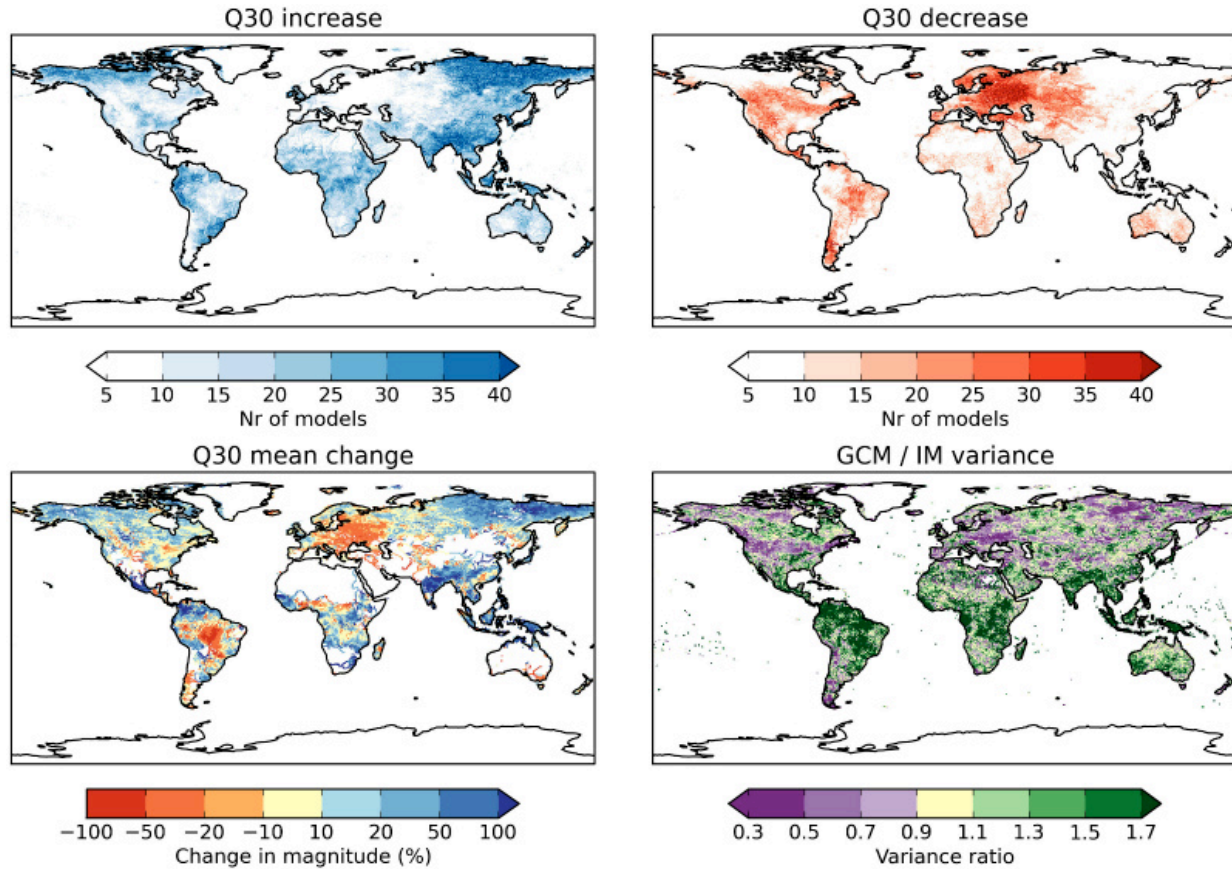 Q30 increase
Q30 decrease
5 10 15 20 25 30 35 40
Nr of models
5 10 15 20 25 30 35 40
Nr of models
Q30 mean change
GCM / IM variance
−100 −50 −20 −10 10 20 50 100
Change in magnitude (%)
0.3 0.5 0.7 0.9 1.1 1.3 1.5 1.7
Variance ratio